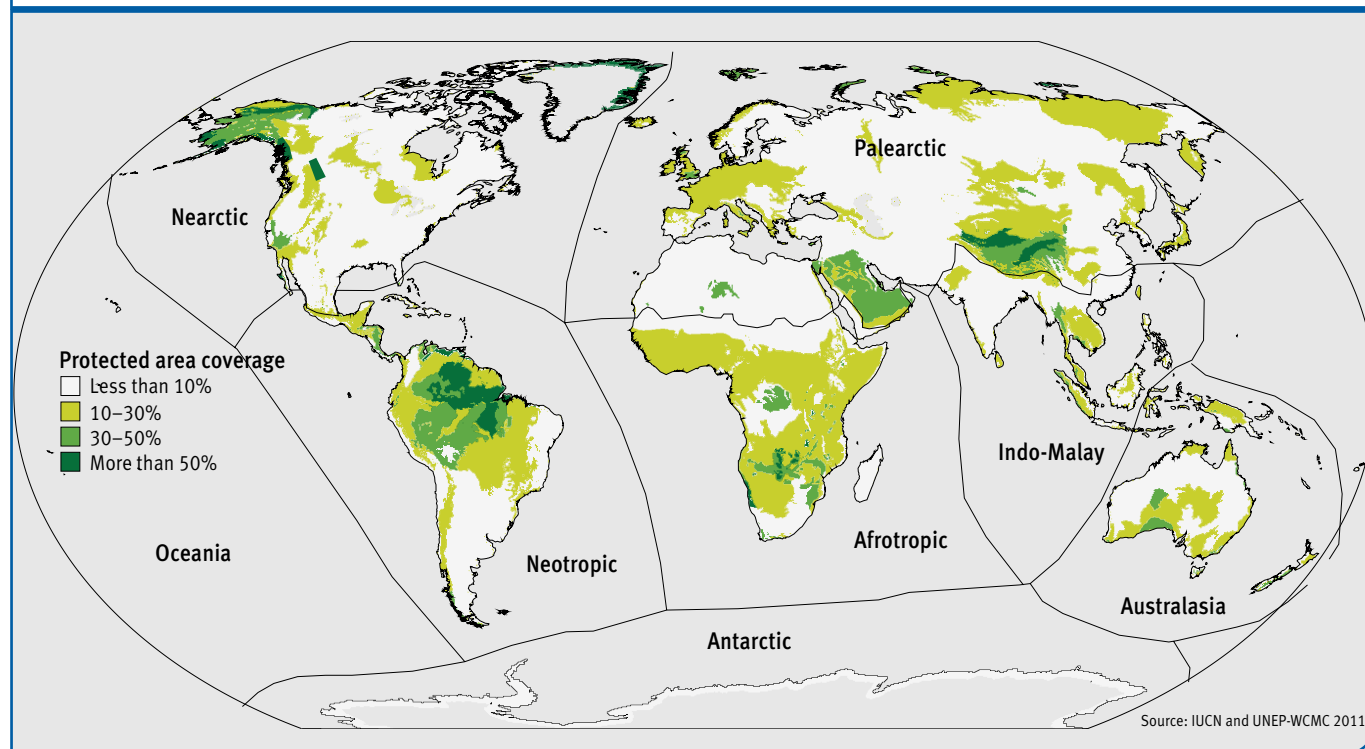 Palearctic
Nearctic
Protected area coverage
Less than 10%
10–30%
30–50%
More than 50%
Indo-Malay
Oceania
Neotropic
Afrotropic
Australasia
Antarctic
Source: IUCN and UNEP-WCMC 2011